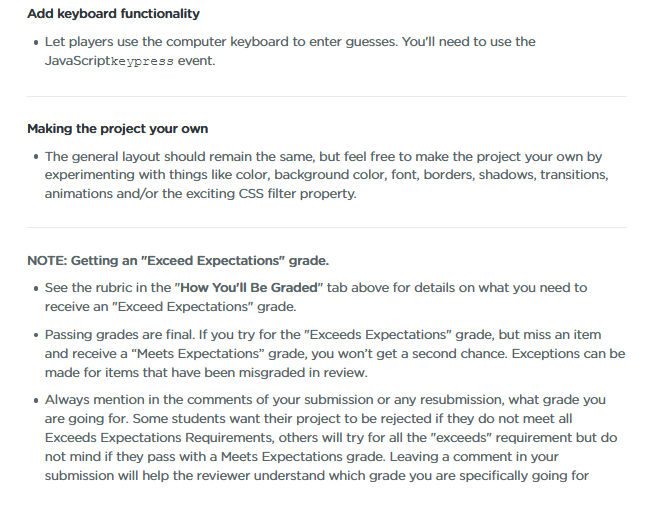 Add keyboard functionality
• Let players use the computer keyboard to enter guesses. You'll need to use the
JavaScriptkeypress event.
Making the project your own
• The general layout should remain the same, but feel free to make the project your own by
experimenting with things like color, background color, font, borders, shadows, transitions,
animations and/or the exciting CSS filter property.
NOTE: Getting an "Exceed Expectations" grade.
• See the rubric in the "How You'll Be Graded" tab above for details on what you need to
receive an "Exceed Expectations" grade.
• Passing grades are final. If you try for the "Exceeds Expectations" grade, but miss an item
and receive a “Meets Expectations” grade, you won’t get a second chance. Exceptions can be
made for items that have been misgraded in review.
• Always mention in the comments of your submission or any resubmission, what grade you
are going for. Some students want their project to be rejected if they do not meet all
Exceeds Expectations Requirements, others will try for all the "exceeds" requirement but do
not mind if they pass with a Meets Expectations grade. Leaving a comment in your
submission will help the reviewer understand which grade you are specifically going for